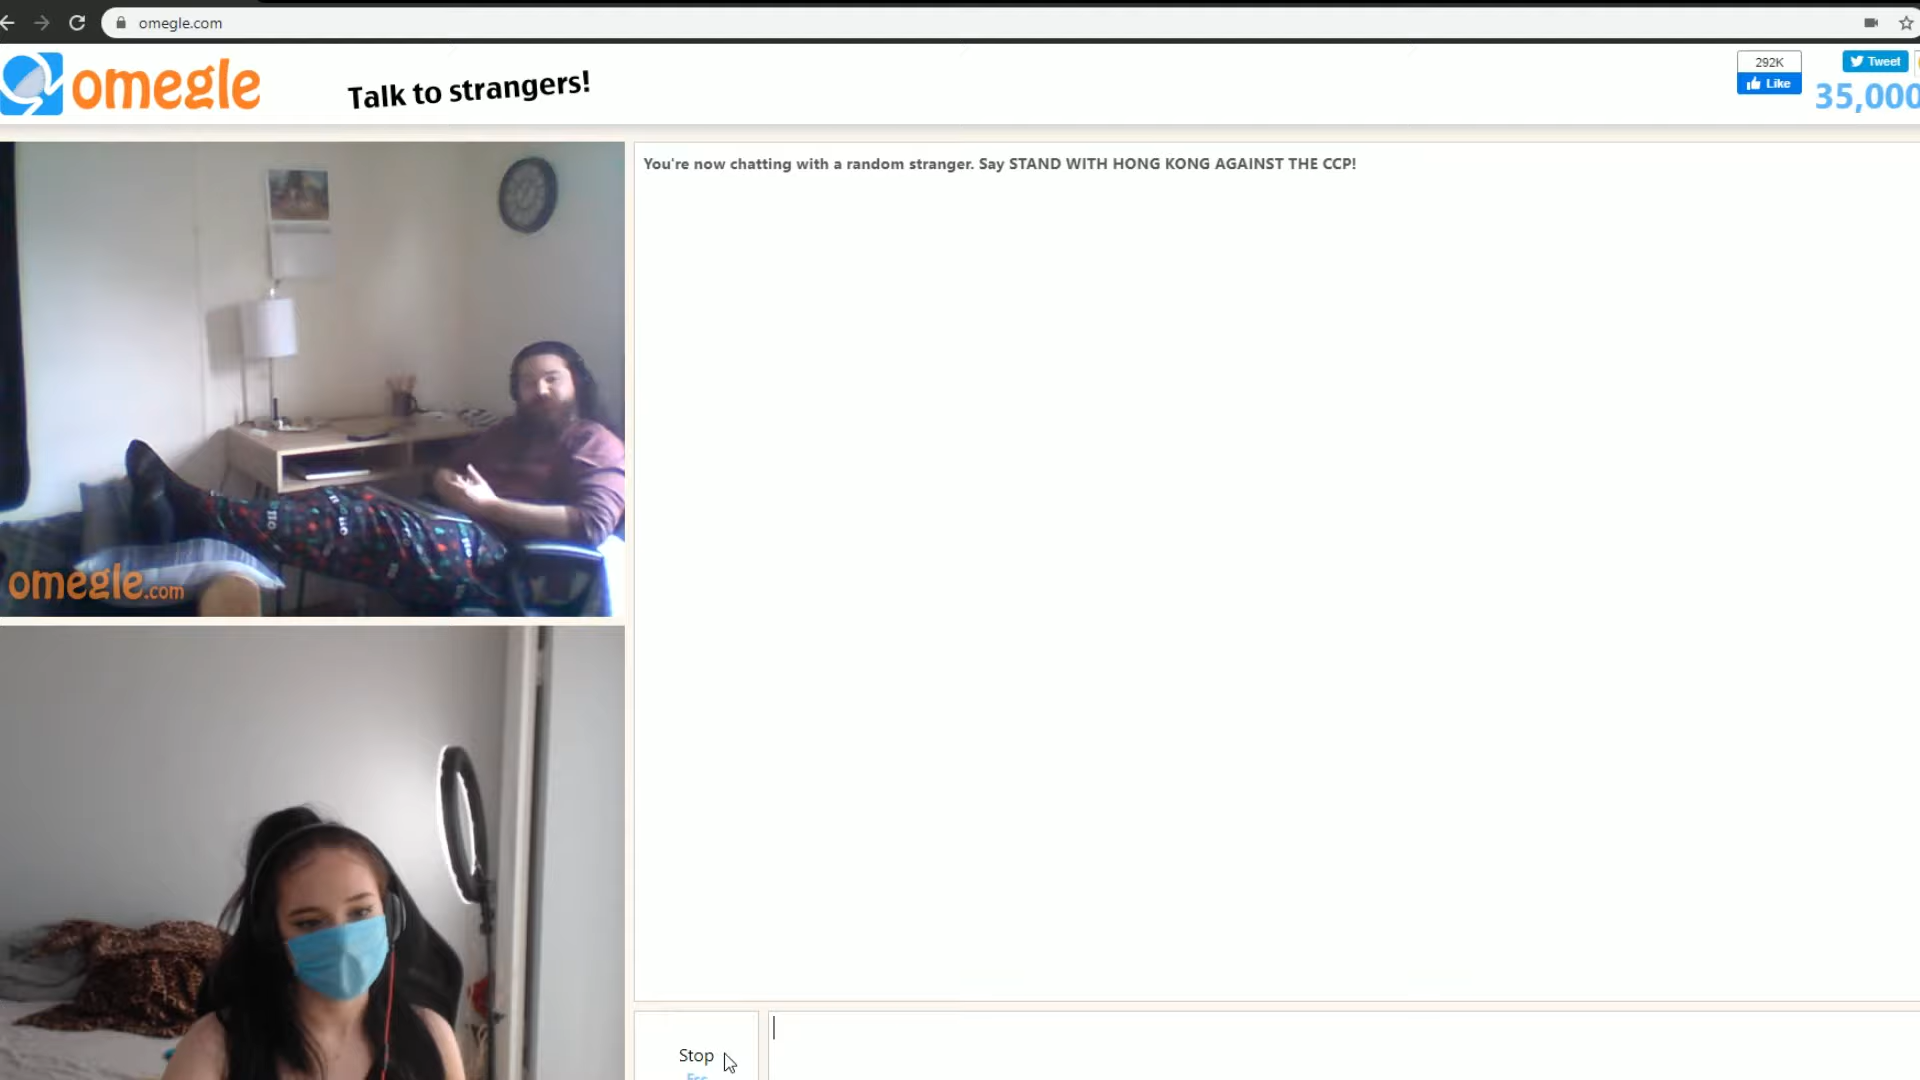 omegle.com
omegle
Talk to strangers!
292K
Like
Tweet
35,000
You're now chatting with a random stranger. Say STAND WITH HONG KONG AGAINST THE CCP!
omegle.com
Stop
Esc